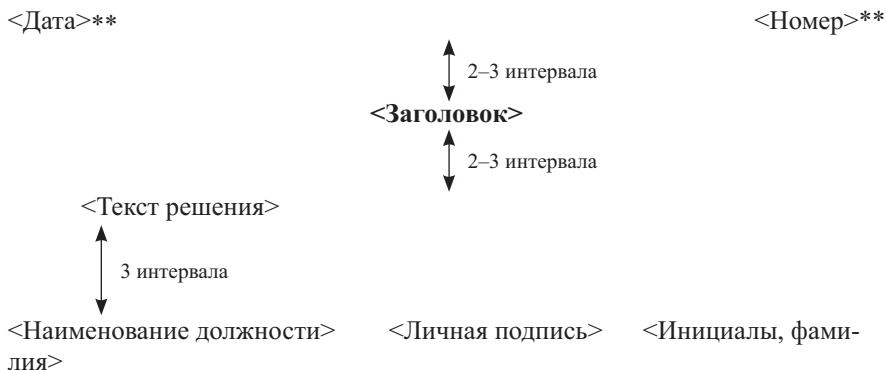 <Дата>** <Номер>**
2–3 интервала
<Заголовок>
2–3 интервала
<Текст решения>
3 интервала
<Наименование должности> <Личная подпись> <Инициалы, фами-
лия>